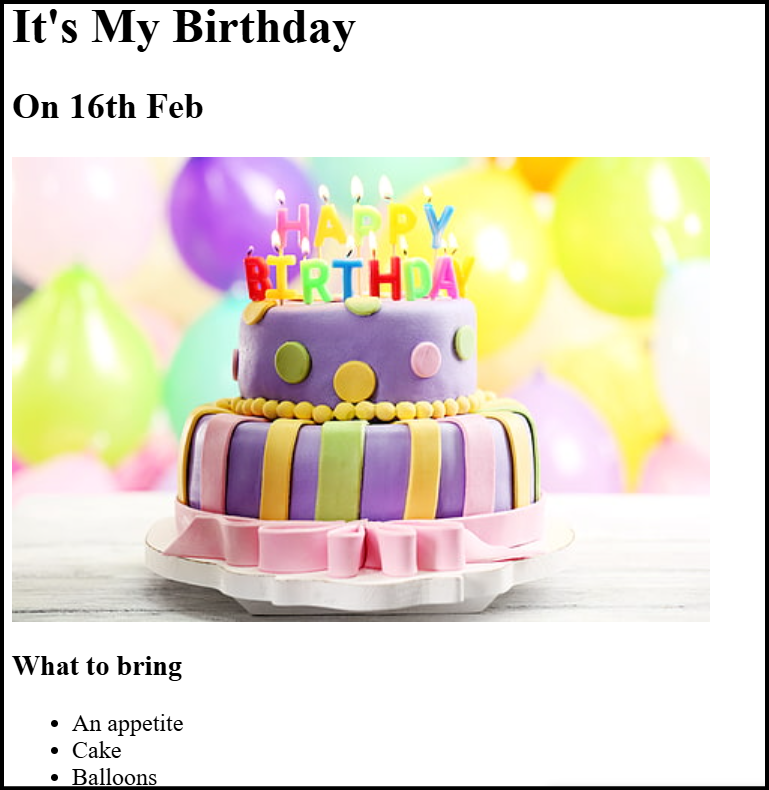 It's My Birthday
On 16th Feb
HAPPY
BIRTHDAY
What to bring
An appetite
Cake
Balloons